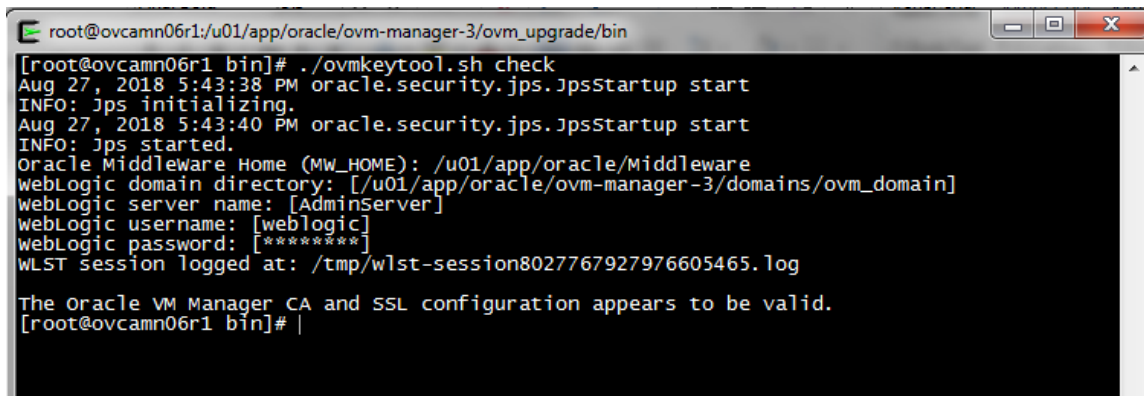 root@ovcamn06r1:/u01/app/oracle/ovm-manager-3/ovm_upgrade/bin
[root@ovcamn06r1 bin]# ./ovmkeytool.sh check
Aug 27, 2018 5:43:38 PM oracle.security.jps.JpsStartup start
INFO: Jps initializing.
Aug 27, 2018 5:43:40 PM oracle.security.jps.JpsStartup start
INFO: Jps started.
Oracle MiddleWare Home (MW_HOME): /u01/app/oracle/Middleware
WebLogic domain directory: [/u01/app/oracle/ovm-manager-3/domains/ovm_domain]
WebLogic server name: [AdminServer]
WebLogic username: [weblogic]
WebLogic password: [********]
WLST session logged at: /tmp/wlst-session8027767927976605465.log
The Oracle VM Manager CA and SSL configuration appears to be valid.
[root@ovcamn06r1 bin]# |